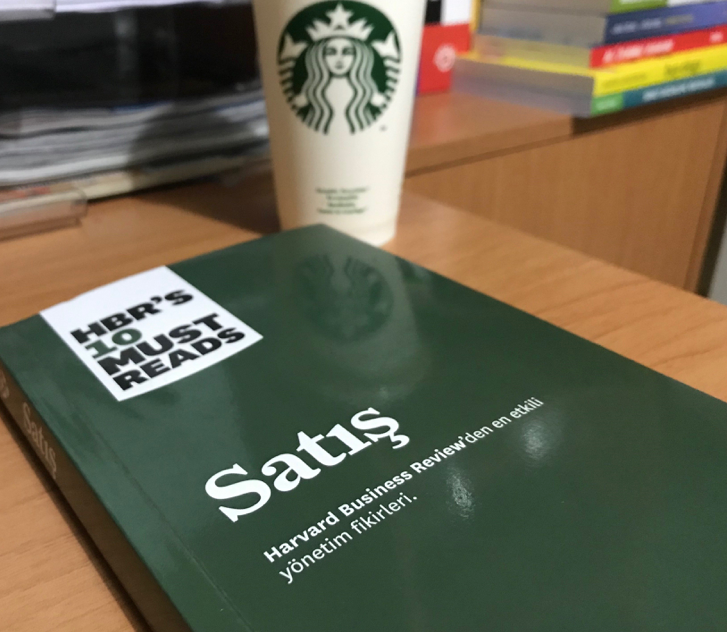 HBR'S
10
MUST
READS
Satış
Harvard Business Review'den en etkili
yönetim fikirleri.
Satış